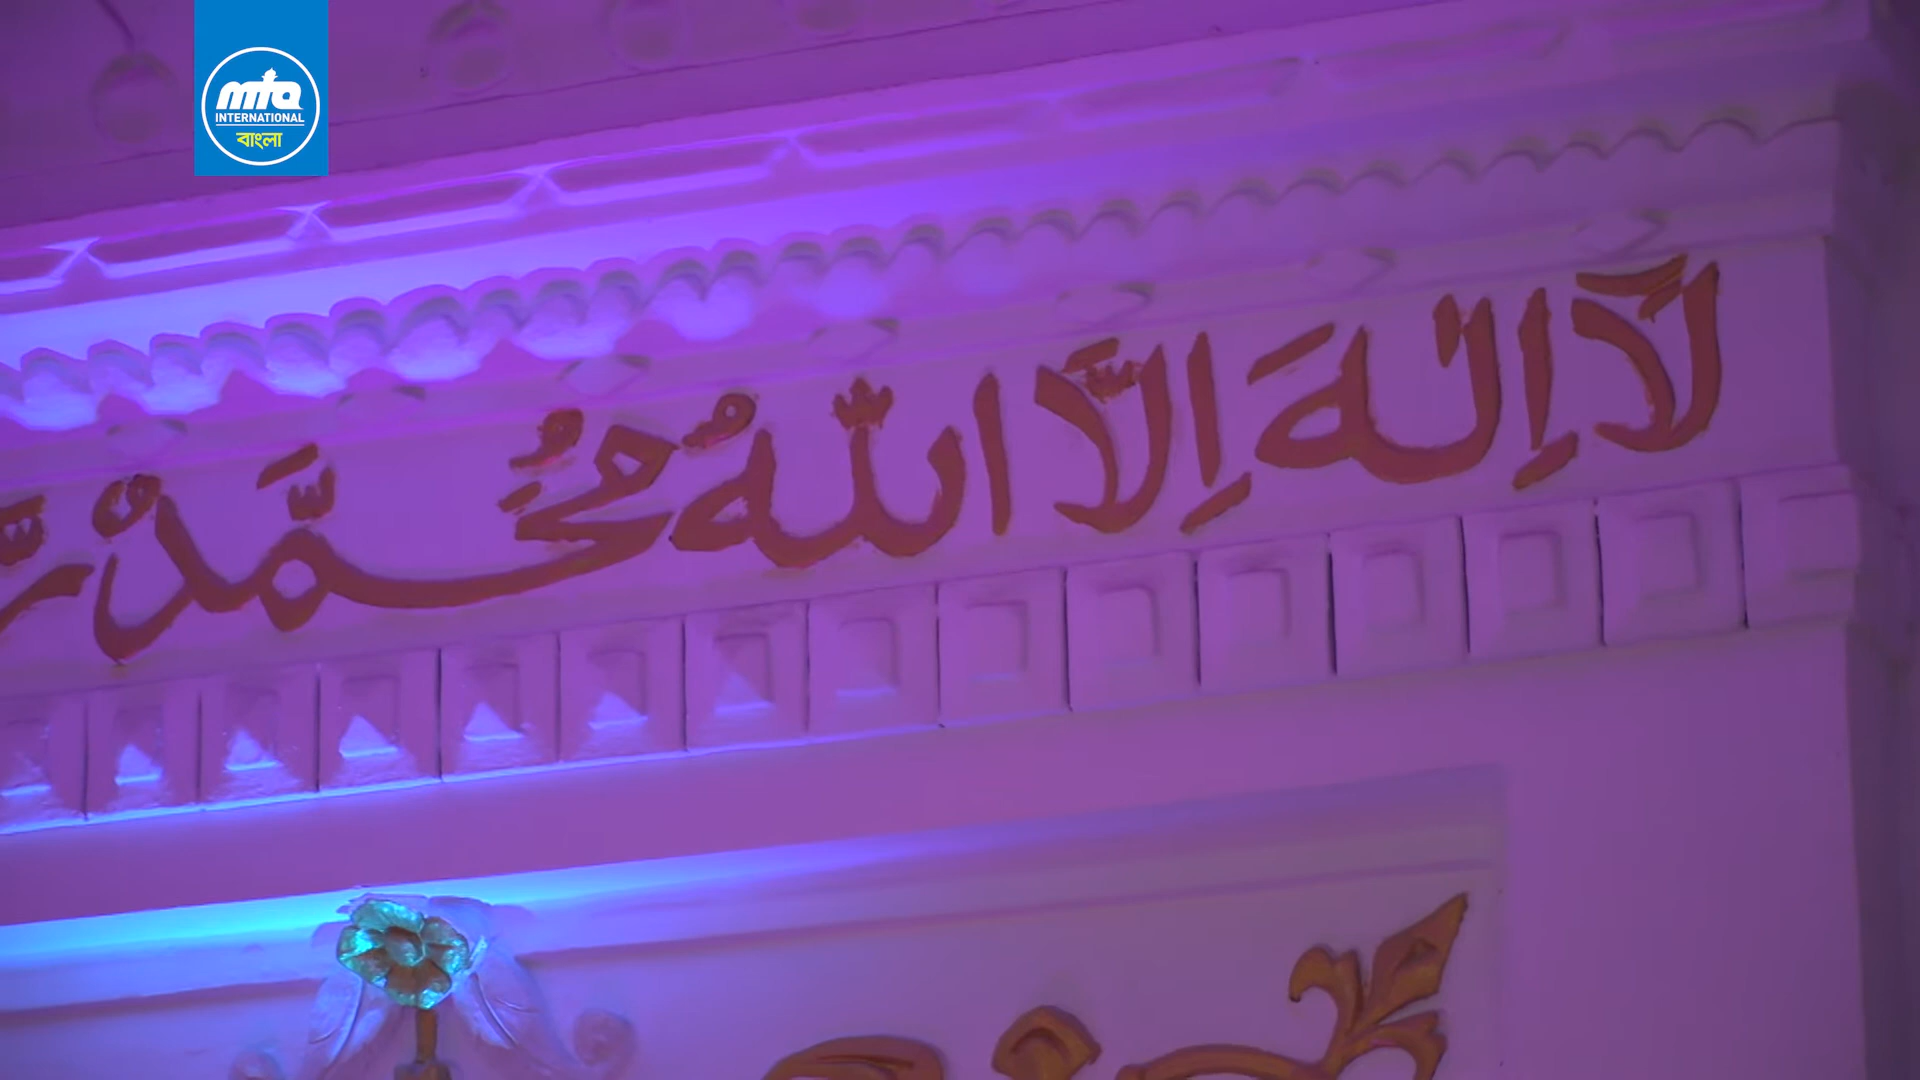 mta
INTERNATIONAL
বাংলা
لَآ اِلٰهَ اِلَّا اللّٰهُ مُحَمَّدٌ